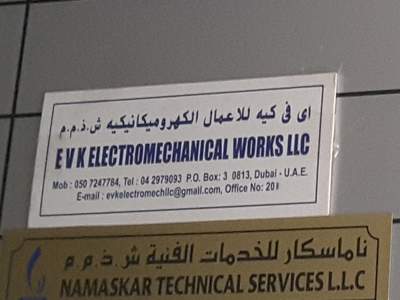 اى فى كيه للاعمال الكهروميكانيكيه ش.ذ.م.م
E V K ELECTROMECHANICAL WORKS LLC
Mob : 050 7247784, Tel : 04 2979093 P.O. Box: 3 0813, Dubai - U.A.E.
E-mail : evkelectromechllc@gmail.com, Office No: 201
ناماسكار للخدمات الفنية ش.ذ.م.م
NAMASKAR TECHNICAL SERVICES L.L.C